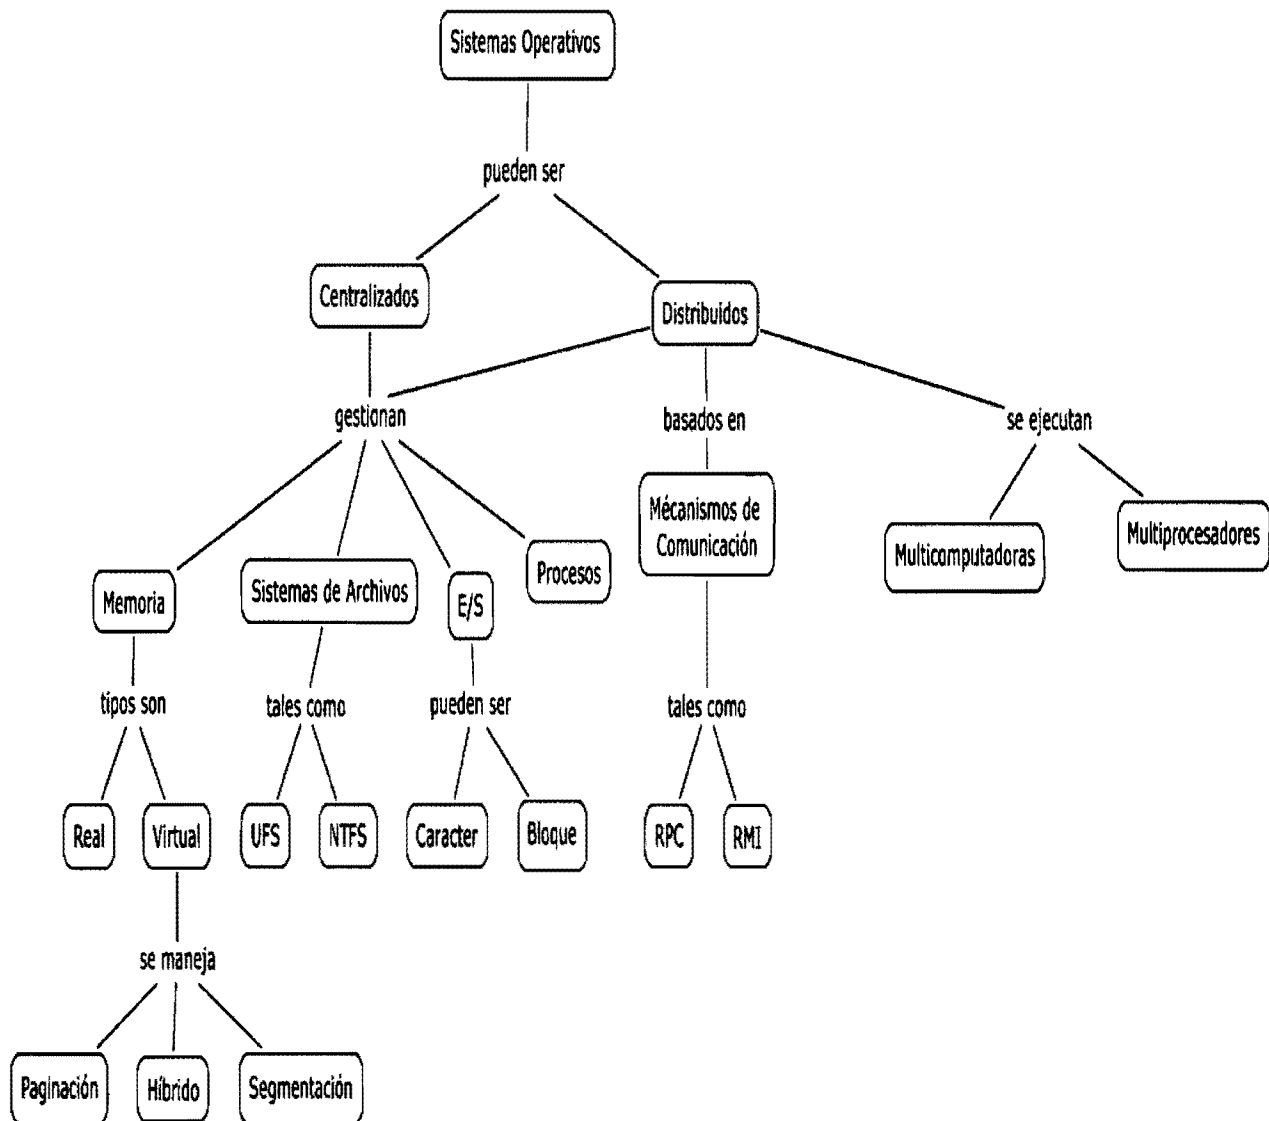 Sistemas Operativos
pueden ser
Centralizados
Distribuidos
gestionan
basados en
se ejecutan
Mécanismos de
Comunicación
Multicomputadoras
Multiprocesadores
Memoria
Sistemas de Archivos
E/S
Procesos
tipos son
tales como
pueden ser
tales como
Real
Virtual
UFS
NTFS
Caracter
Bloque
RPC
RMI
se maneja
Paginación
Híbrido
Segmentación